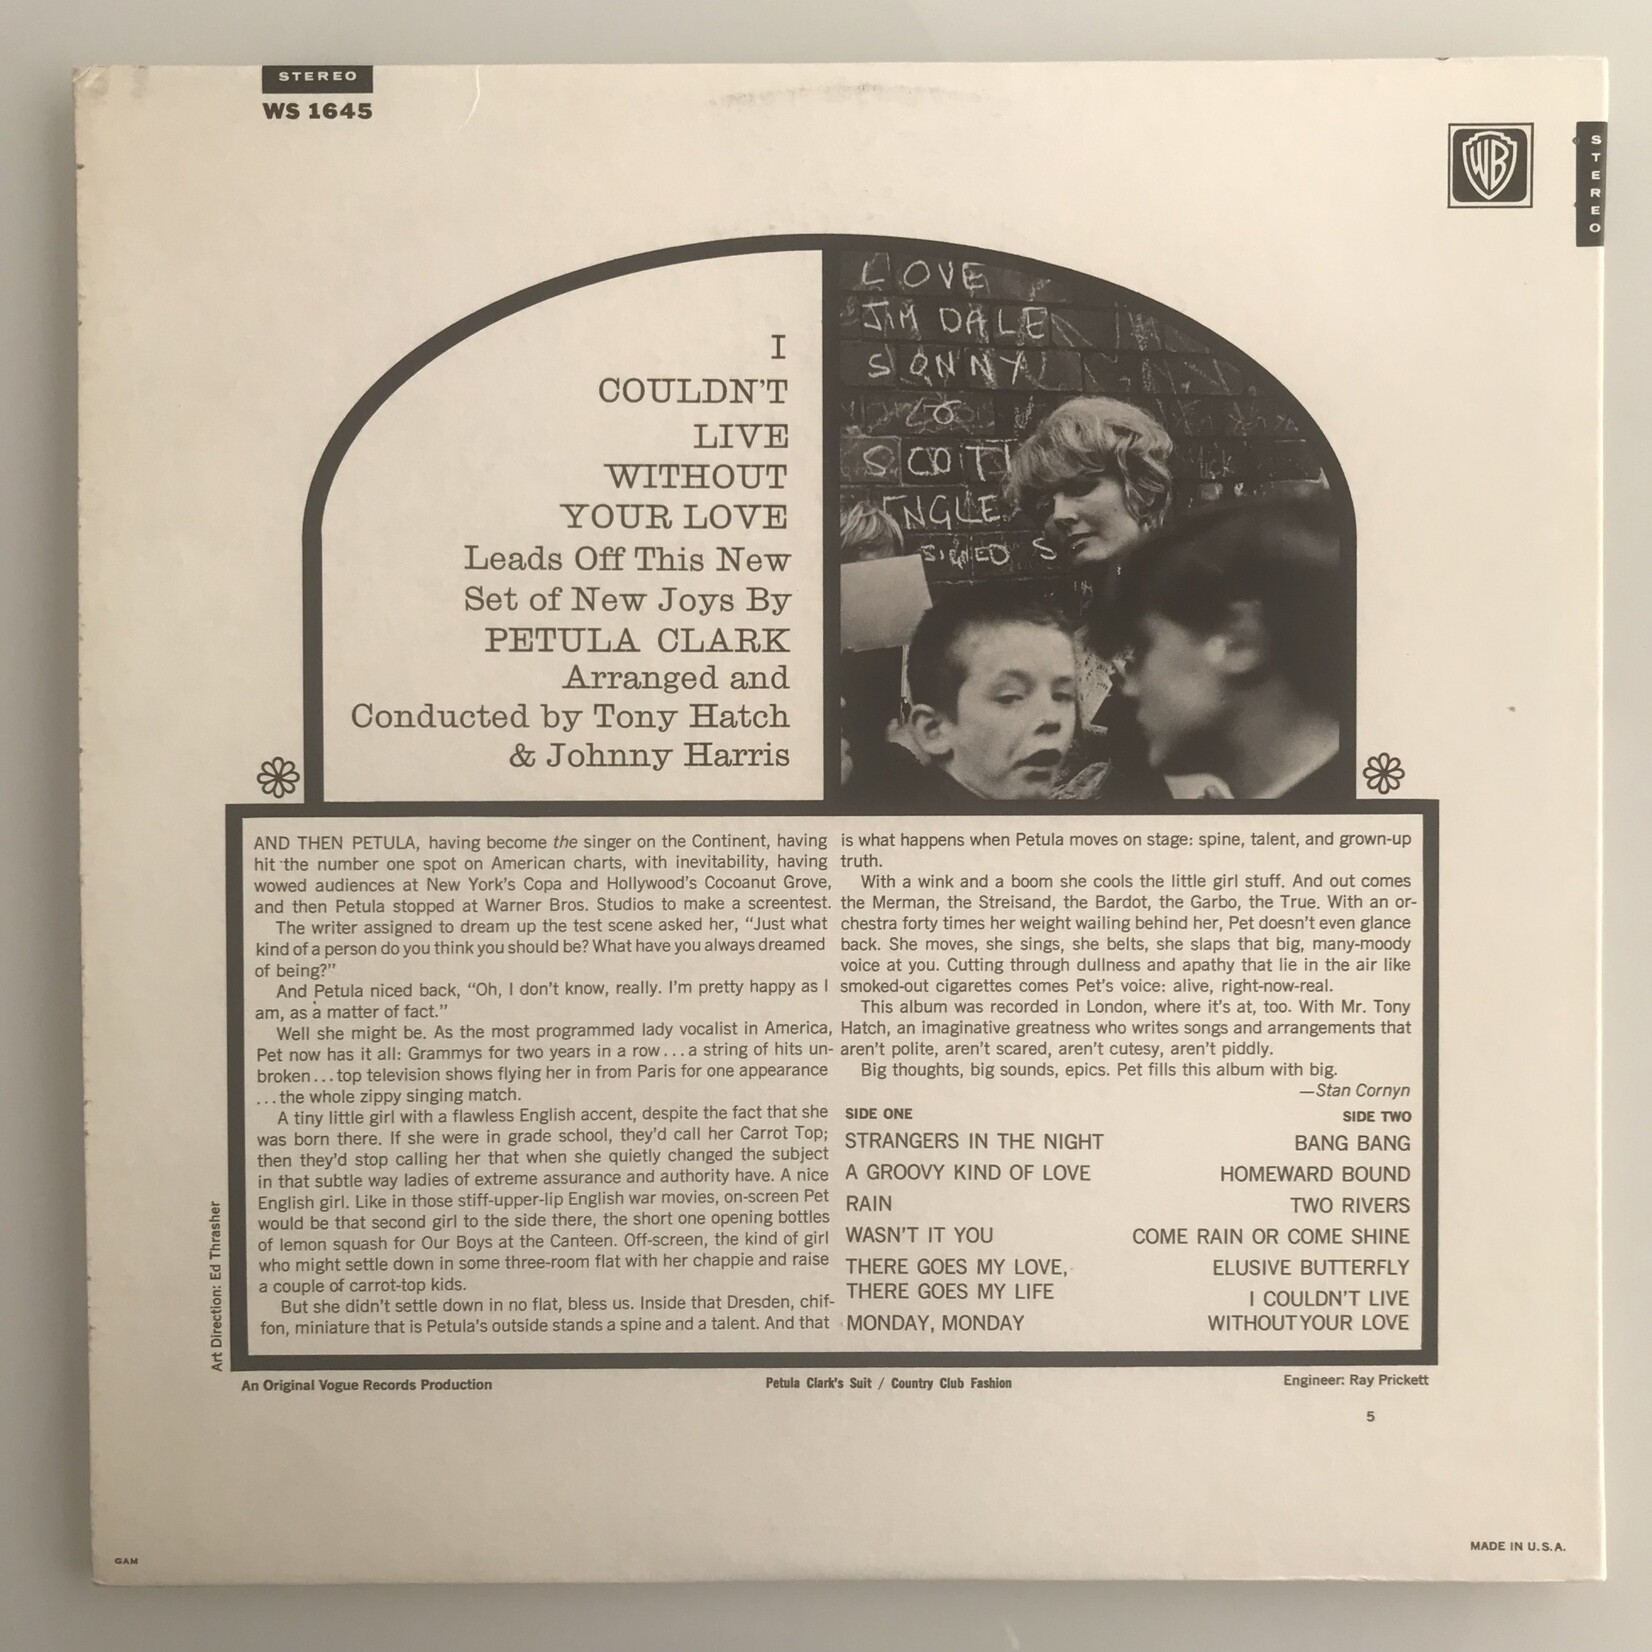 STEREO
WS 1645
WB
STEREO
LOVE
JIM DALE
SONNY
SCOTT
ENGLE
SIGNED S
I
COULDN'T
LIVE
WITHOUT
YOUR LOVE
Leads Off This New
Set of New Joys By
PETULA CLARK
Arranged and
Conducted by Tony Hatch
& Johnny Harris
AND THEN PETULA, having become the singer on the Continent, having
hit the number one spot on American charts, with inevitability, having
wowed audiences at New York's Copa and Hollywood's Cocoanut Grove,
and then Petula stopped at Warner Bros. Studios to make a screentest.
The writer assigned to dream up the test scene asked her, “Just what
kind of a person do you think you should be? What have you always dreamed
of being?”
And Petula niced back, “Oh, I don't know, really. I'm pretty happy as I
am, as a matter of fact.”
Well she might be. As the most programmed lady vocalist in America,
Pet now has it all: Grammys for two years in a row...a string of hits un-
broken...top television shows flying her in from Paris for one appearance
...the whole zippy singing match.
A tiny little girl with a flawless English accent, despite the fact that she
was born there. If she were in grade school, they'd call her Carrot Top;
then they'd stop calling her that when she quietly changed the subject
in that subtle way ladies of extreme assurance and authority have. A nice
English girl. Like in those stiff-upper-lip English war movies, on-screen Pet
would be that second girl to the side there, the short one opening bottles
of lemon squash for Our Boys at the Canteen. Off-screen, the kind of girl
who might settle down in some three-room flat with her chappie and raise
a couple of carrot-top kids.
But she didn't settle down in no flat, bless us. Inside that Dresden, chif-
fon, miniature that is Petula's outside stands a spine and a talent. And that
is what happens when Petula moves on stage: spine, talent, and grown-up
truth.
With a wink and a boom she cools the little girl stuff. And out comes
the Merman, the Streisand, the Bardot, the Garbo, the True. With an or-
chestra forty times her weight wailing behind her, Pet doesn't even glance
back. She moves, she sings, she belts, she slaps that big, many-moody
voice at you. Cutting through dullness and apathy that lie in the air like
smoked-out cigarettes comes Pet's voice: alive, right-now-real.
This album was recorded in London, where it's at, too. With Mr. Tony
Hatch, an imaginative greatness who writes songs and arrangements that
aren't polite, aren't scared, aren't cutesy, aren't piddly.
Big thoughts, big sounds, epics. Pet fills this album with big.
—Stan Cornyn
SIDE ONE
STRANGERS IN THE NIGHT
A GROOVY KIND OF LOVE
RAIN
WASN'T IT YOU
THERE GOES MY LOVE,
THERE GOES MY LIFE
MONDAY, MONDAY
SIDE TWO
BANG BANG
HOMEWARD BOUND
TWO RIVERS
COME RAIN OR COME SHINE
ELUSIVE BUTTERFLY
I COULDN'T LIVE
WITHOUT YOUR LOVE
Art Direction: Ed Thrasher
An Original Vogue Records Production
Petula Clark's Suit / Country Club Fashion
Engineer: Ray Prickett
5
GAM
MADE IN U.S.A.